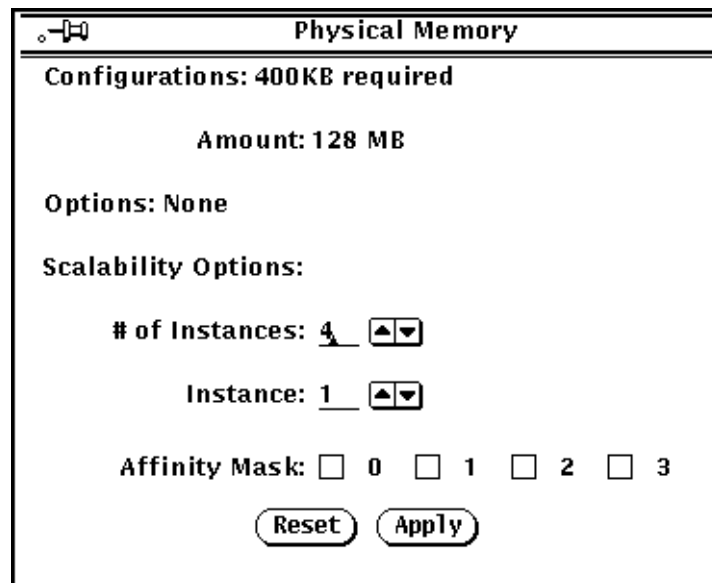 Physical Memory
Configurations: 400KB required
Amount: 128 MB
Options: None
Scalability Options:
# of Instances: 4
Instance: 1
Affinity Mask: 0 1 2 3
Reset Apply